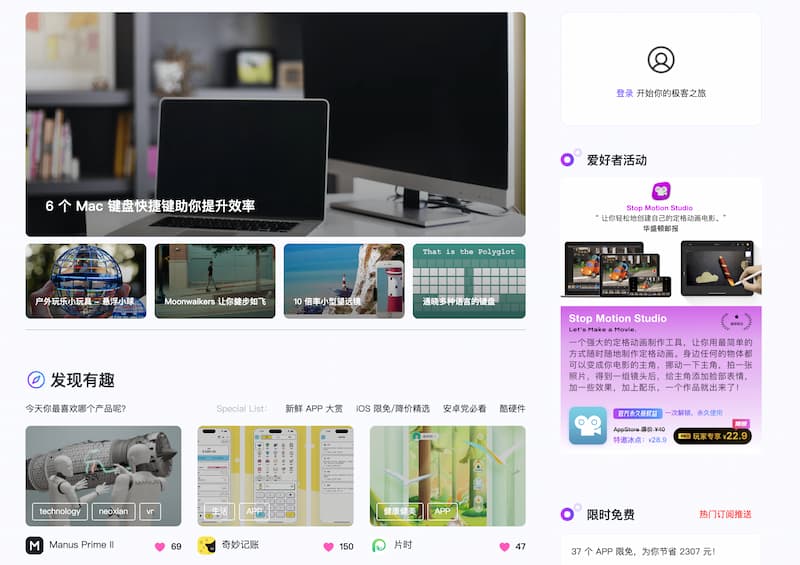 6 个 Mac 键盘快捷键助你提升效率
户外玩乐小玩具 – 悬浮小球
Moonwalkers 让你健步如飞
10 倍率小型望远镜
That is the Polyglot
通晓多种语言的键盘
发现有趣
今天你最喜欢哪个产品呢?
Special List:
新鲜 APP 大赏
iOS 限免/降价精选
安卓党必看
酷硬件
technology
neoxian
vr
Manus Prime II
69
生活
APP
奇妙记账
150
健康健美
APP
片时
47
登录 开始你的极客之旅
爱好者活动
Stop Motion Studio
“ 让你轻松地创建自己的定格动画电影。”
华盛顿邮报
Stop Motion Studio
Let's Make a Movie.
一个强大的定格动画制作工具，让你用最简单的
方式随时随地制作定格动画。身边任何的物体都
可以变成你电影的主角，挪动一下主角，拍一张
照片，得到一组镜头后，给主角添加脸部表情，
加一些效果，加上配乐，一个作品就出来了！
官方永久版权益
一次解锁、永久使用
AppStore 原价 ¥40
特邀冰点：¥28.9
玩家专享 ¥22.9
限时免费
热门订阅推送
37 个 APP 限免，为你节省 2307 元！